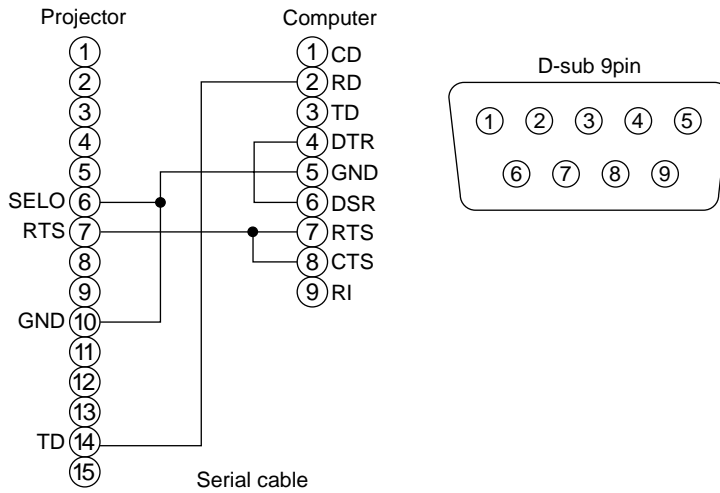 Projector
1
2
3
4
5
SELO 6
RTS 7
8
9
GND 10
11
12
13
TD 14
15
Computer
1 CD
2 RD
3 TD
4 DTR
5 GND
6 DSR
7 RTS
8 CTS
9 RI
Serial cable
D-sub 9pin
1 2 3 4 5
6 7 8 9